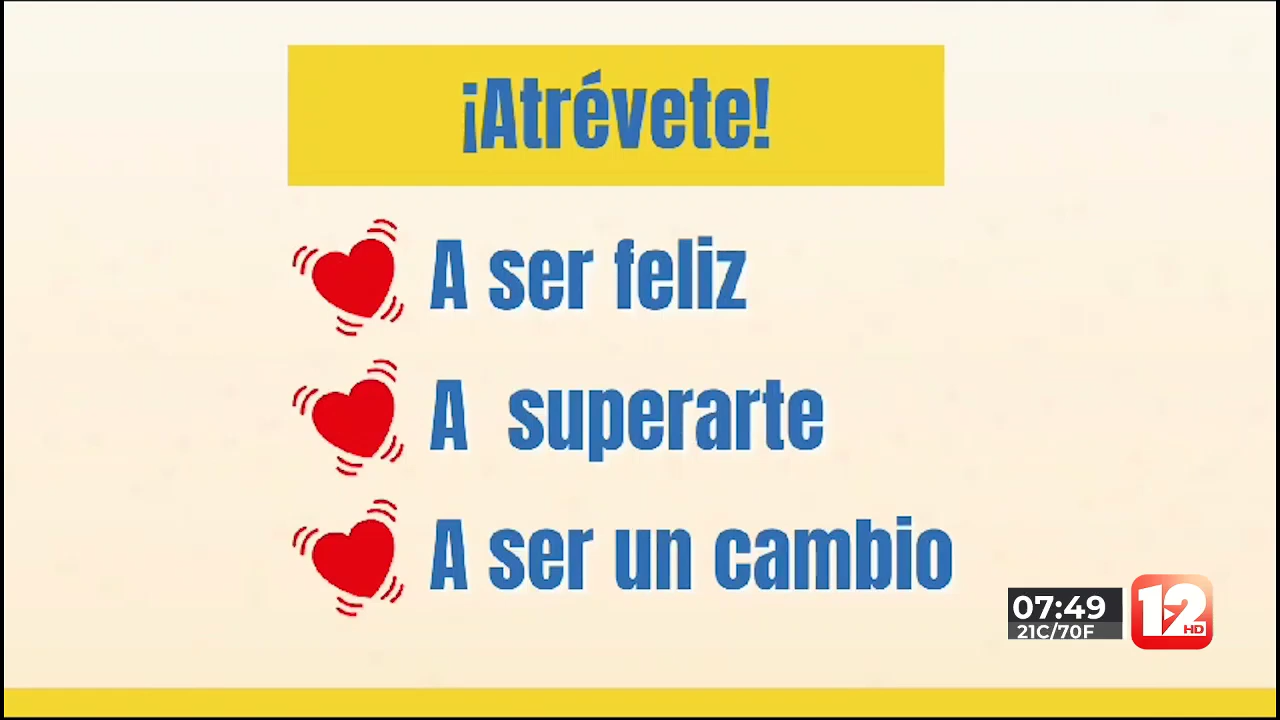 ¡Atrévete!
A ser feliz
A superarte
A ser un cambio
07:49
21C/70F
12
HD